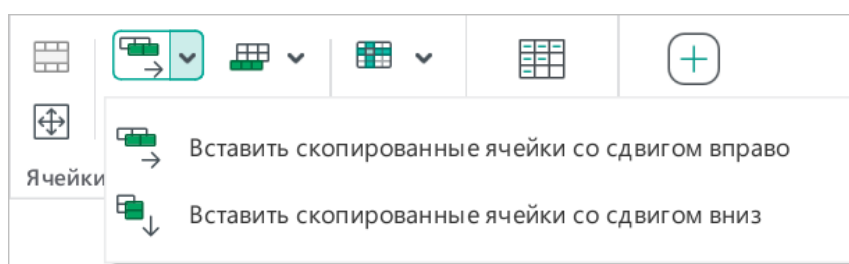 Вставить скопированные ячейки со сдвигом вправо
Ячейки
Вставить скопированные ячейки со сдвигом вниз